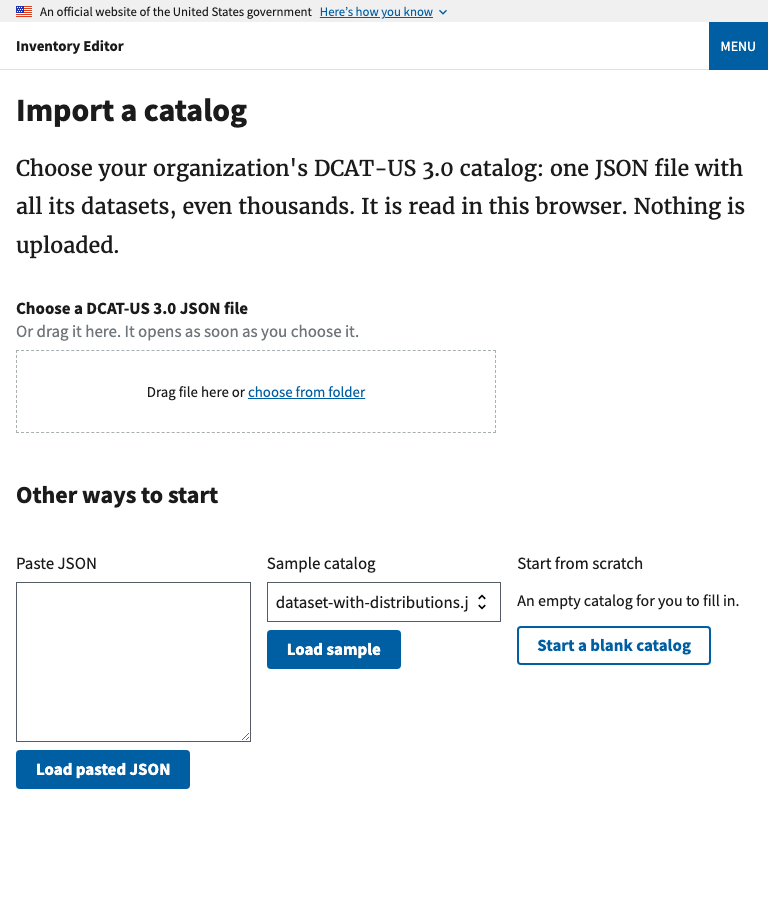 An official website of the United States government Here's how you know
Inventory Editor
MENU
Import a catalog
Choose your organization's DCAT-US 3.0 catalog: one JSON file with
all its datasets, even thousands. It is read in this browser. Nothing is
uploaded.
Choose a DCAT-US 3.0 JSON file
Or drag it here. It opens as soon as you choose it.
Drag file here or choose from folder
Other ways to start
Paste JSON
Load pasted JSON
Sample catalog
dataset-with-distributions.j
Load sample
Start from scratch
An empty catalog for you to fill in.
Start a blank catalog